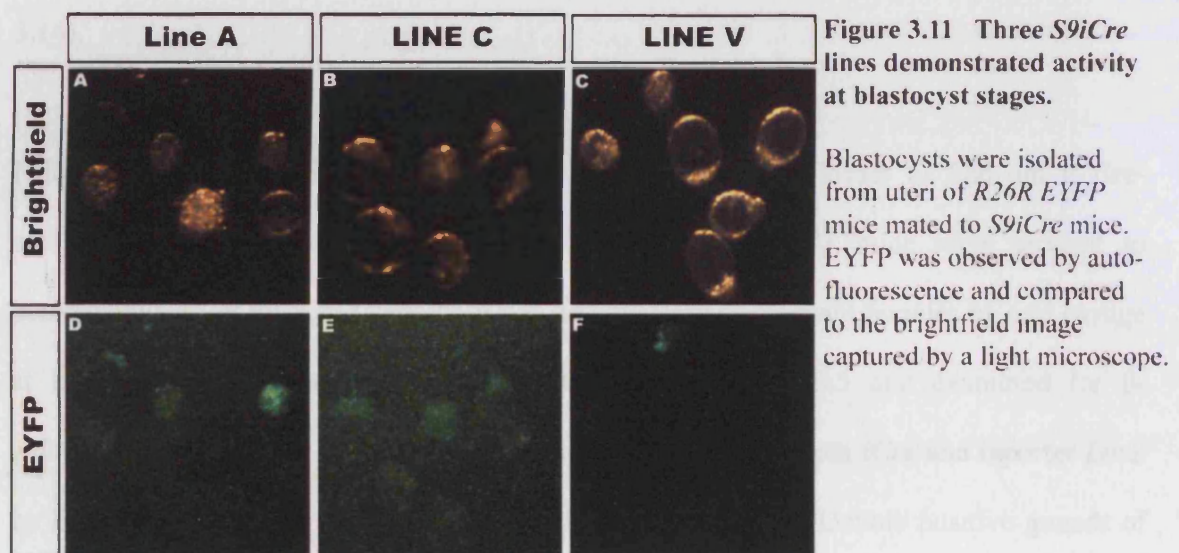 Line A
LINE C
LINE V
Brightfield
A
B
C
EYFP
D
E
F
Figure 3.11 Three S9iCre
lines demonstrated activity
at blastocyst stages.
Blastocysts were isolated
from uteri of R26R EYFP
mice mated to S9iCre mice.
EYFP was observed by auto-
fluorescence and compared
to the brightfield image
captured by a light microscope.